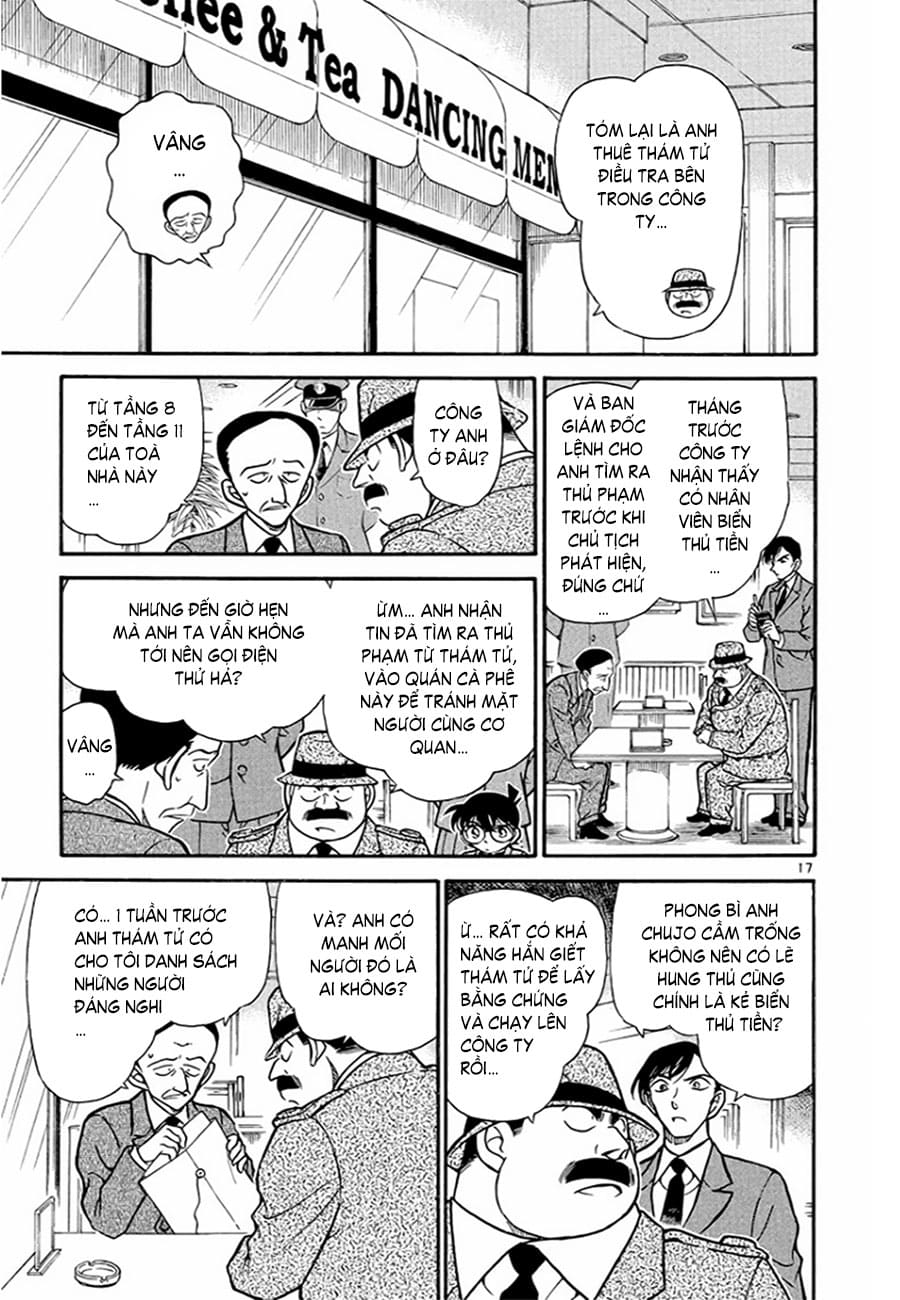 & Tea DANCING MEN
TÓM LẠI LÀ ANH
THUÊ THÁM TỬ
ĐIỀU TRA BÊN
TRONG CÔNG
TY...
VÂNG
...
THÁNG
TRƯỚC
CÔNG TY
NHẬN THẤY
CÓ NHÂN
VIÊN BIỂN
THỦ TIỀN
...
VÀ BAN
GIÁM ĐỐC
LỆNH CHO
ANH TÌM RA
THỦ PHẠM
TRƯỚC KHI
CHỦ TỊCH
PHÁT HIỆN,
ĐÚNG CHỨ
...
CÔNG
TY ANH
Ở ĐÂU?
TỪ TẦNG 8
ĐẾN TẦNG 11
CỦA TOÀ
NHÀ NÀY
...
ỪM... ANH NHẬN
TIN ĐÃ TÌM RA THỦ
PHẠM TỪ THÁM TỬ,
VÀO QUÁN CÀ PHÊ
NÀY ĐỂ TRÁNH MẶT
NGƯỜI CÙNG CƠ
QUAN...
NHƯNG ĐẾN GIỜ HẸN
MÀ ANH TA VẪN KHÔNG
TỚI NÊN GỌI ĐIỆN
THỬ HẢ?
VÂNG
...
17
PHONG BÌ ANH
CHUJO CẦM TRỐNG
KHÔNG NÊN CÓ LẼ
HUNG THỦ CŨNG
CHÍNH LÀ KẺ BIỂN
THỦ TIỀN?
Ừ... RẤT CÓ KHẢ
NĂNG HẮN GIẾT
THÁM TỬ ĐỂ LẤY
BẰNG CHỨNG
VÀ CHẠY LÊN
CÔNG TY
RỒI...
VÀ? ANH CÓ
MANH MỐI
NGƯỜI ĐÓ LÀ
AI KHÔNG?
CÓ... 1 TUẦN TRƯỚC
ANH THÁM TỬ CÓ
CHO TÔI DANH SÁCH
NHỮNG NGƯỜI
ĐÁNG NGHI
...